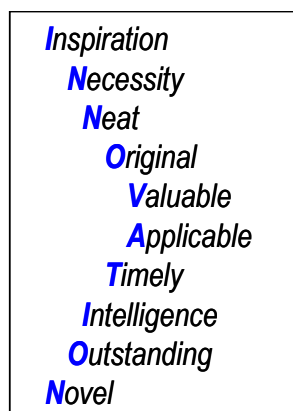 Inspiration
Necessity
Neat
Original
Valuable
Applicable
Timely
Intelligence
Outstanding
Novel